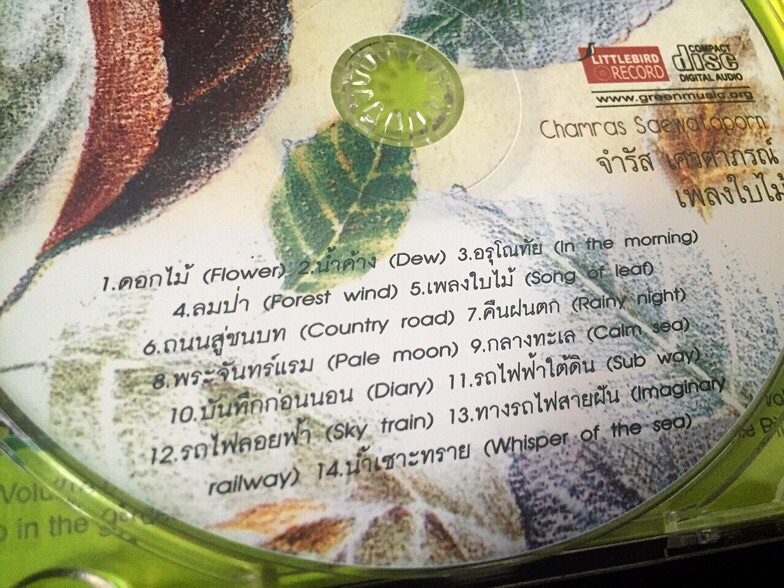 LITTLEBIRD
RECORD
COMPACT
disc
DIGITAL AUDIO
www.greenmusic.org
Chamras Saewataporn
จำรัส เศวตาภรณ์
เพลงใบไม้
1.ดอกไม้ (Flower) 2.น้ำค้าง (Dew) 3.อรุโณทัย (In the morning)
4.ลมป่า (Forest wind) 5.เพลงใบไม้ (Song of leaf)
6.ถนนสู่ชนบท (Country road) 7.คืนฝนตก (Rainy night)
8.พระจันทร์แรม (Pale moon) 9.กลางทะเล (Calm sea)
10.บันทึกก่อนนอน (Diary) 11.รถไฟฟ้าใต้ดิน (Sub way)
12.รถไฟลอยฟ้า (Sky train) 13.ทางรถไฟสายฝัน (Imaginary
railway) 14.น้ำเซาะทราย (Whisper of the sea)
in the